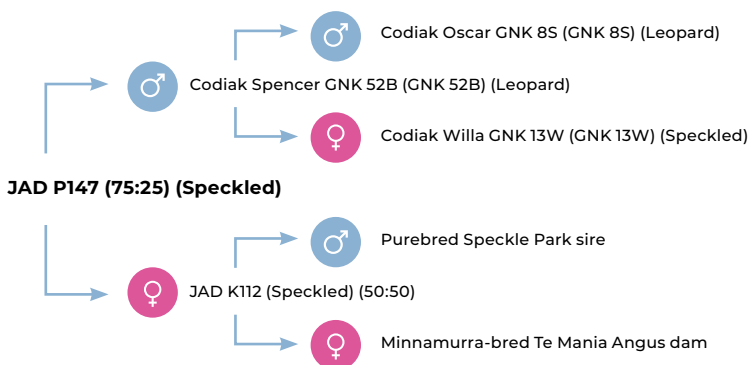 Codiak Oscar GNK 8S (GNK 8S) (Leopard)
Codiak Spencer GNK 52B (GNK 52B) (Leopard)
Codiak Willa GNK 13W (GNK 13W) (Speckled)
JAD P147 (75:25) (Speckled)
Purebred Speckle Park sire
JAD K112 (Speckled) (50:50)
Minnamurra-bred Te Mania Angus dam